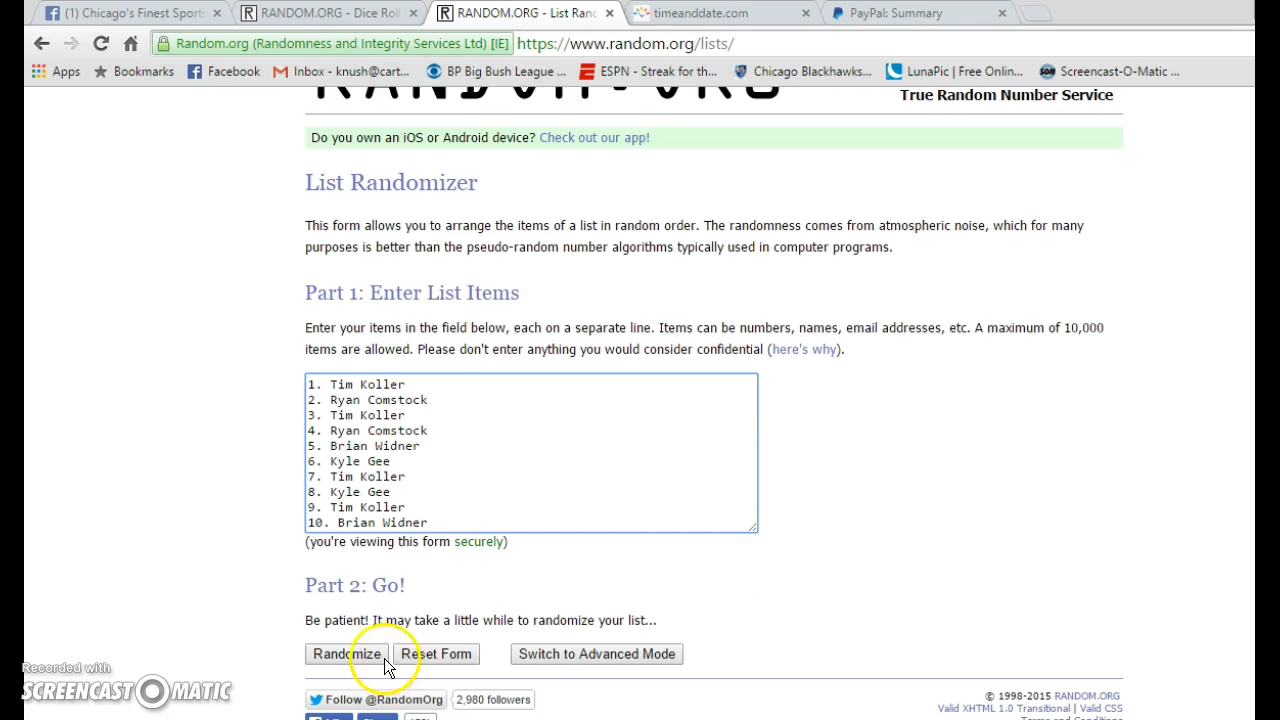 (1) Chicago's Finest Sport
RANDOM.ORG - Dice Roll
RANDOM.ORG - List Ran
timeanddate.com
PayPal: Summary
Random.org (Randomness and Integrity Services Ltd) [IE]
https://www.random.org/lists/
Apps
Bookmarks
Facebook
Inbox - knush@cart...
BP Big Bush League ...
ESPN - Streak for th...
Chicago Blackhawks...
LunaPic | Free Onlin...
Screencast-O-Matic ...
RANDOM.ORG
True Random Number Service
Do you own an iOS or Android device? Check out our app!
List Randomizer
This form allows you to arrange the items of a list in random order. The randomness comes from atmospheric noise, which for many
purposes is better than the pseudo-random number algorithms typically used in computer programs.
Part 1: Enter List Items
Enter your items in the field below, each on a separate line. Items can be numbers, names, email addresses, etc. A maximum of 10,000
items are allowed. Please don't enter anything you would consider confidential (here's why).
1. Tim Koller
2. Ryan Comstock
3. Tim Koller
4. Ryan Comstock
5. Brian Widner
6. Kyle Gee
7. Tim Koller
8. Kyle Gee
9. Tim Koller
10. Brian Widner
(you're viewing this form securely)
Part 2: Go!
Be patient! It may take a little while to randomize your list...
Randomize
Reset Form
Switch to Advanced Mode
Recorded with
SCREENCAST O MATIC
Follow @RandomOrg
2,980 followers
© 1998-2015 RANDOM.ORG
Valid XHTML 1.0 Transitional | Valid CSS
Terms and Conditions